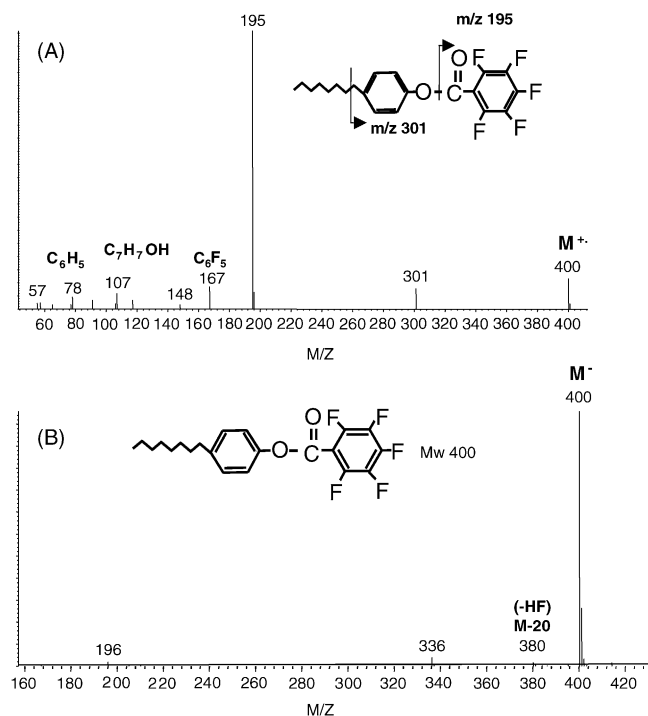 195
(A)
m/z 195
O
F F
O C F
F F
m/z 301
C6H5
C7H7OH
C6F5
M+.
57 78 107 148 167 301 400
60 80 100 120 140 160 180 200 220 240 260 280 300 320 340 360 380 400
M/Z
M-
400
(B)
O
F F
O C F
F F
Mw 400
(-HF)
M-20
196 336 380
160 180 200 220 240 260 280 300 320 340 360 380 400 420
M/Z